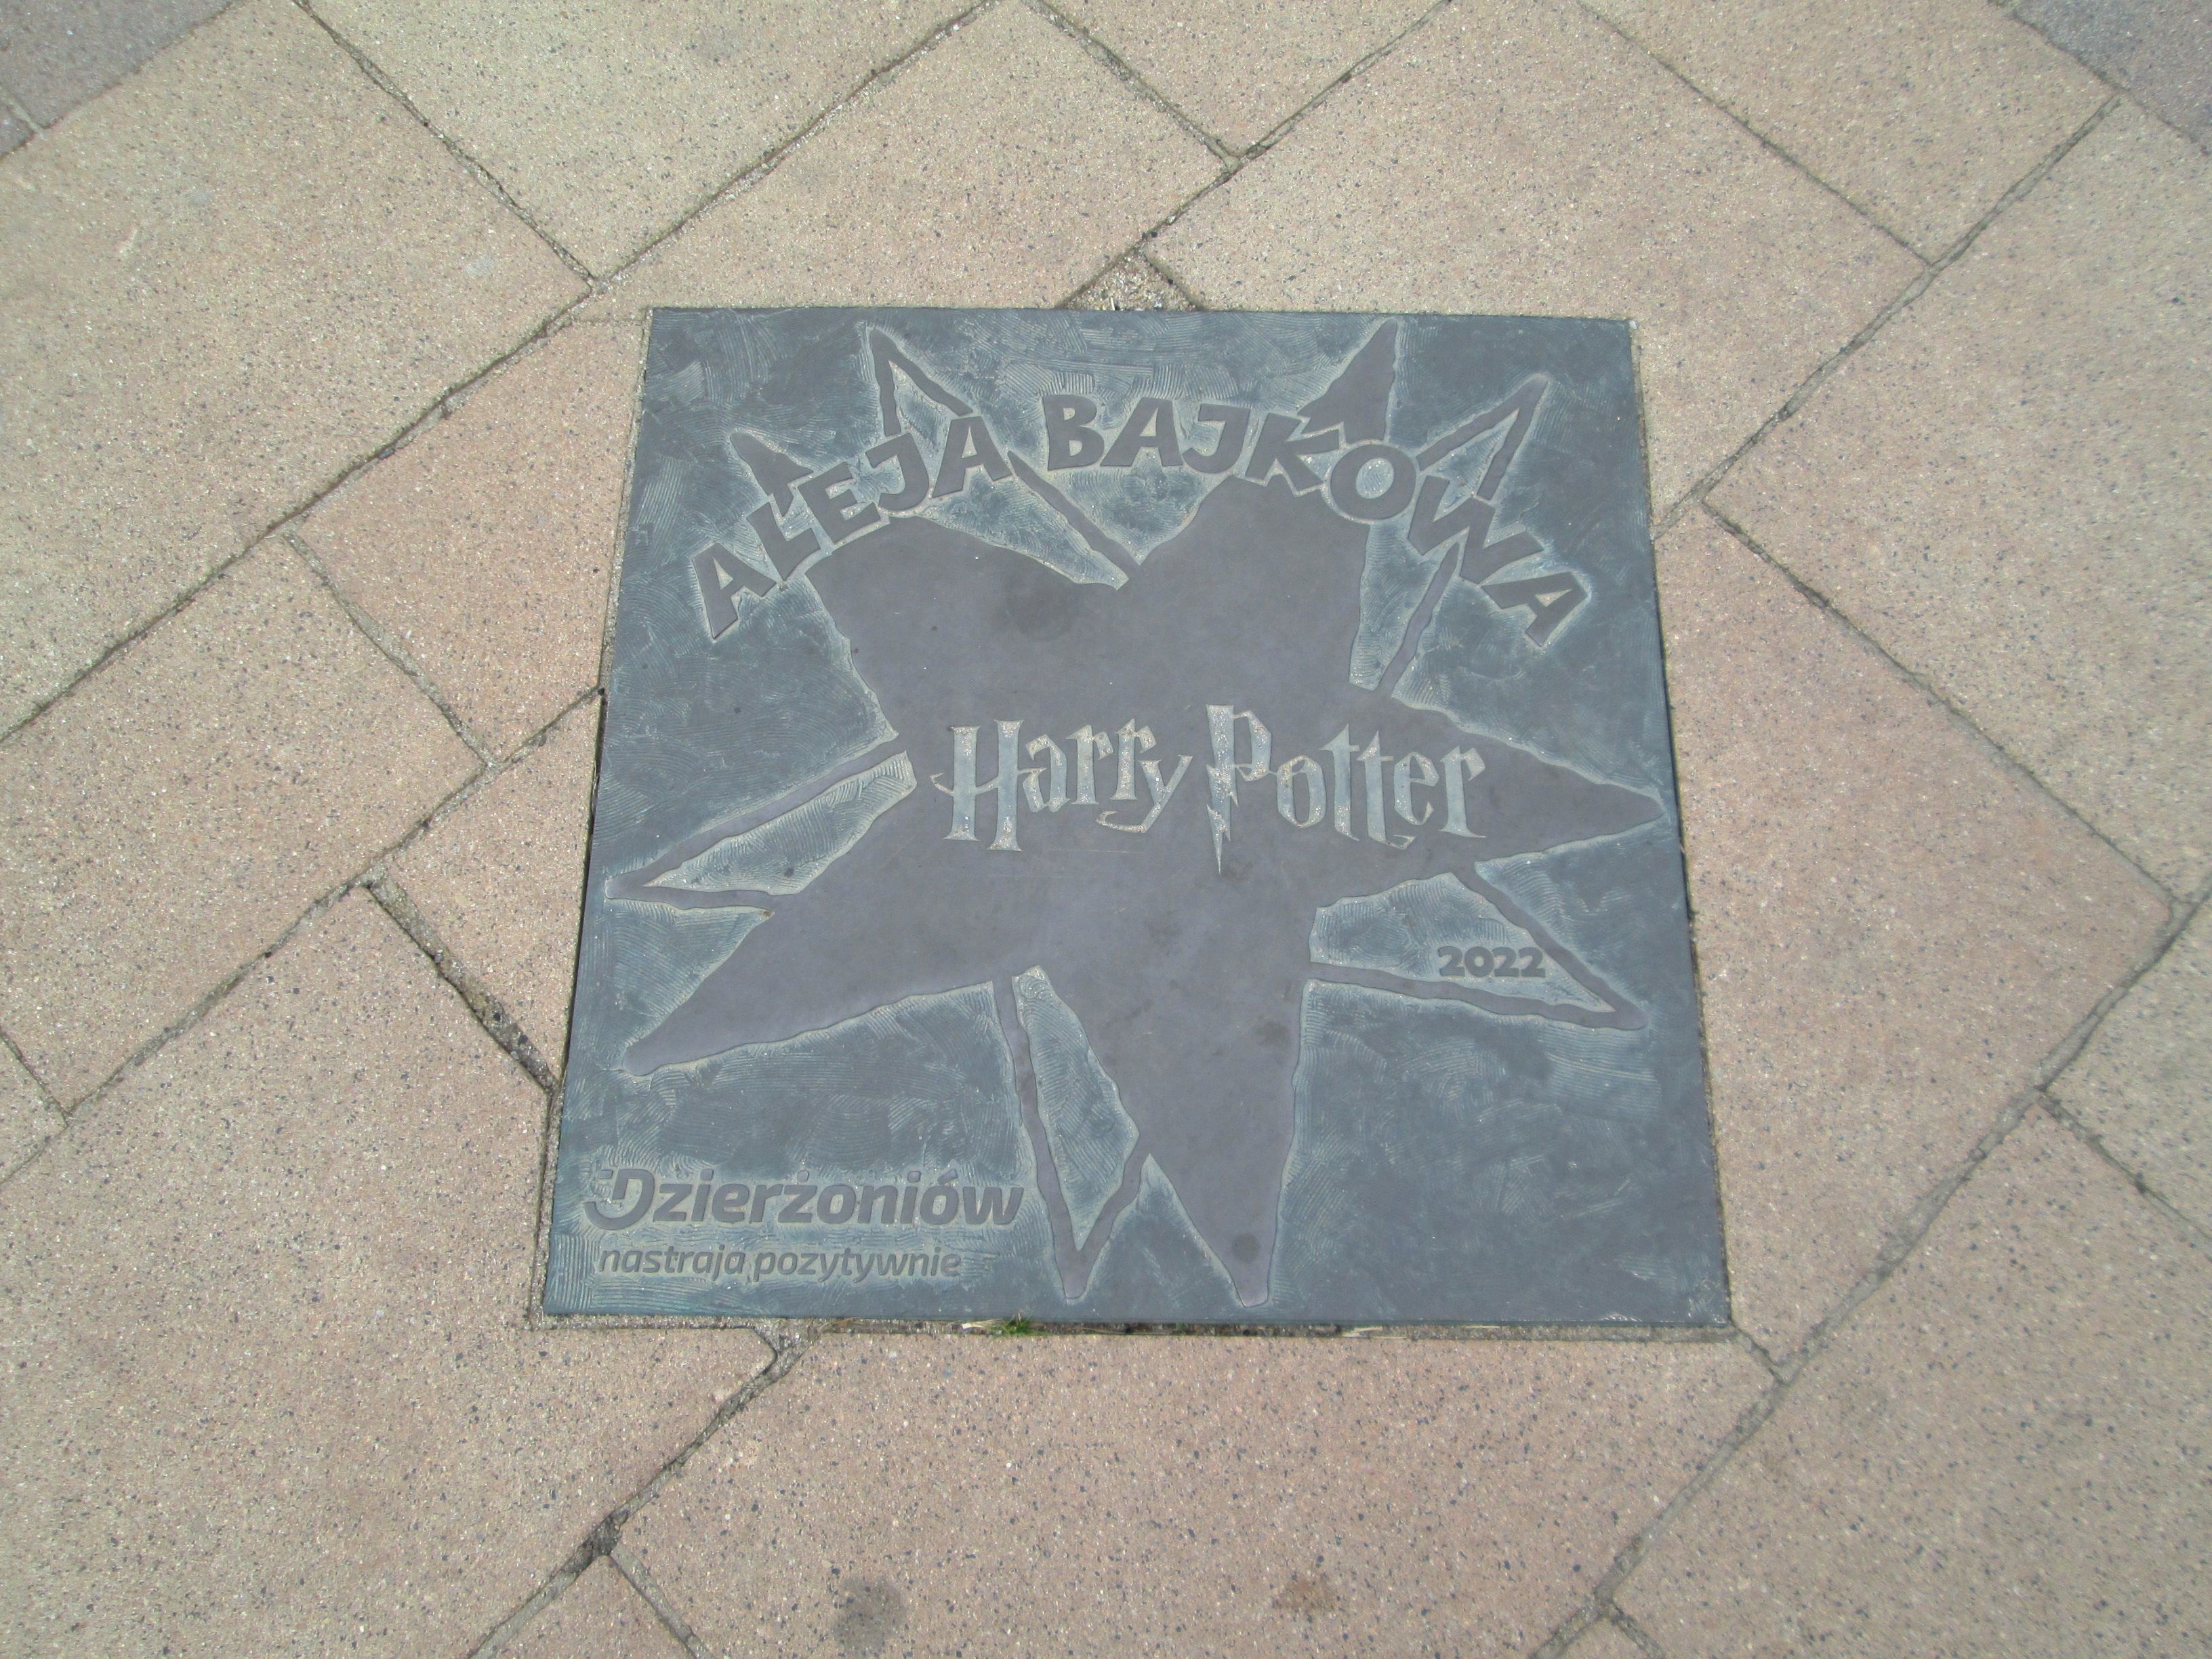 ALEJA BAJKOWA
Harry Potter
2022
Dzierżoniów
nastraja pozytywnie